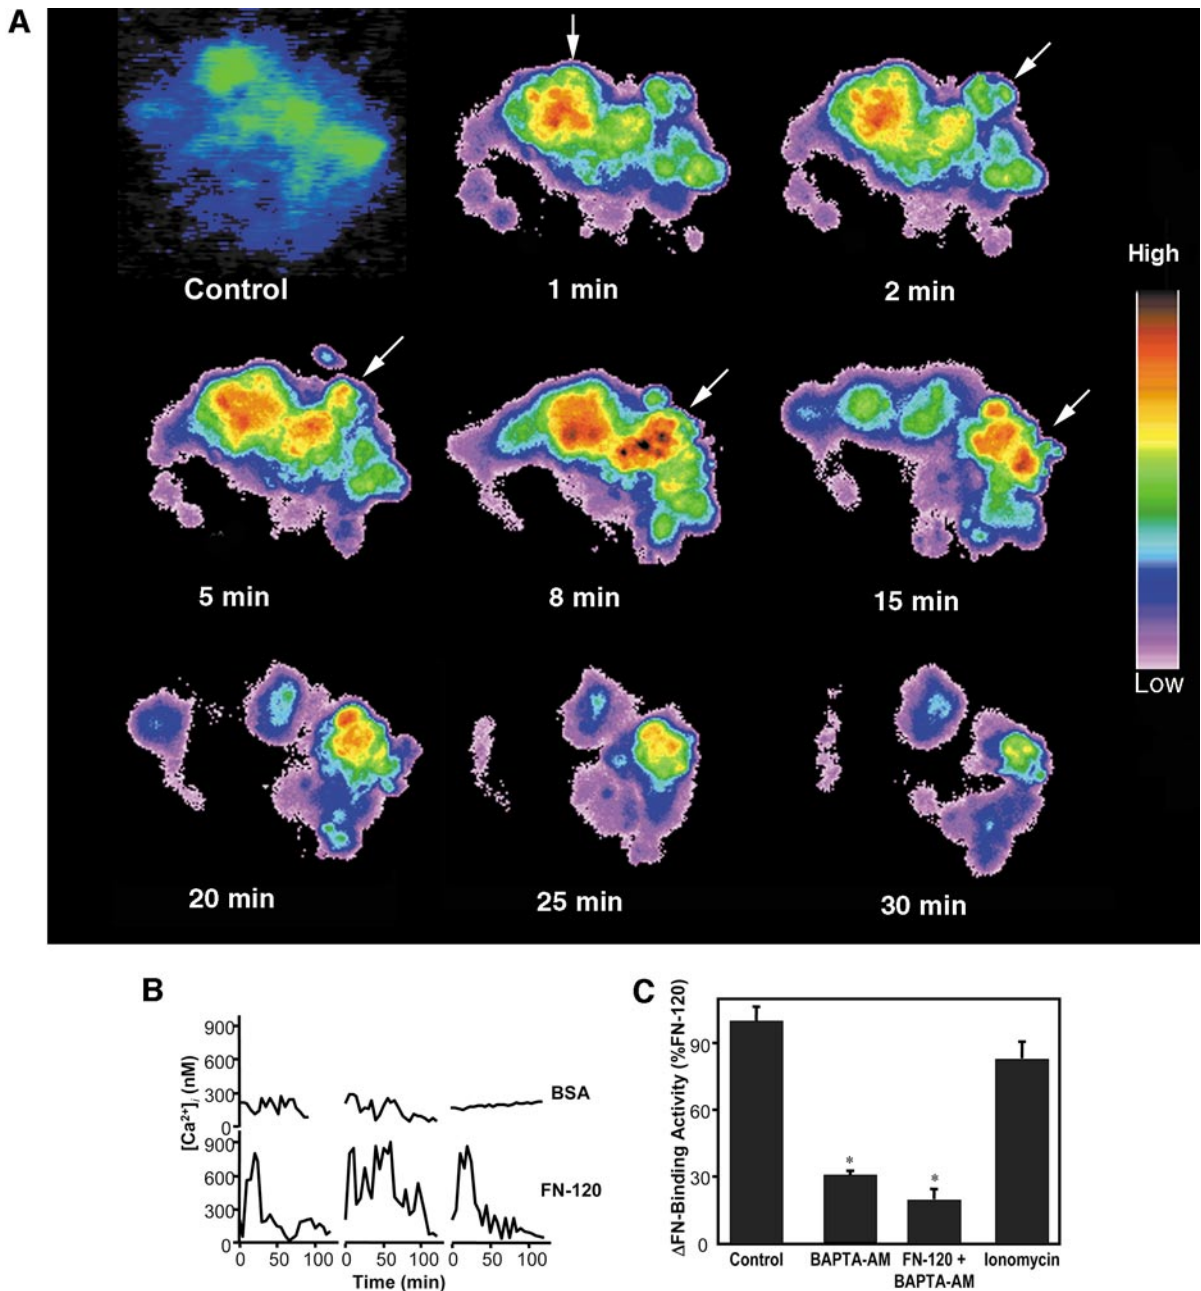 A
Control
1 min
2 min
High
5 min
8 min
15 min
Low
20 min
25 min
30 min
B
[Ca²⁺]ᵢ (nM)
900
600
300
0
BSA
900
600
300
0
FN-120
0 50 100
0 50 100
0 50 100
Time (min)
C
ΔFN-Binding Activity (%FN-120)
90
60
30
0
*
*
Control
BAPTA-AM
FN-120 +
BAPTA-AM
Ionomycin